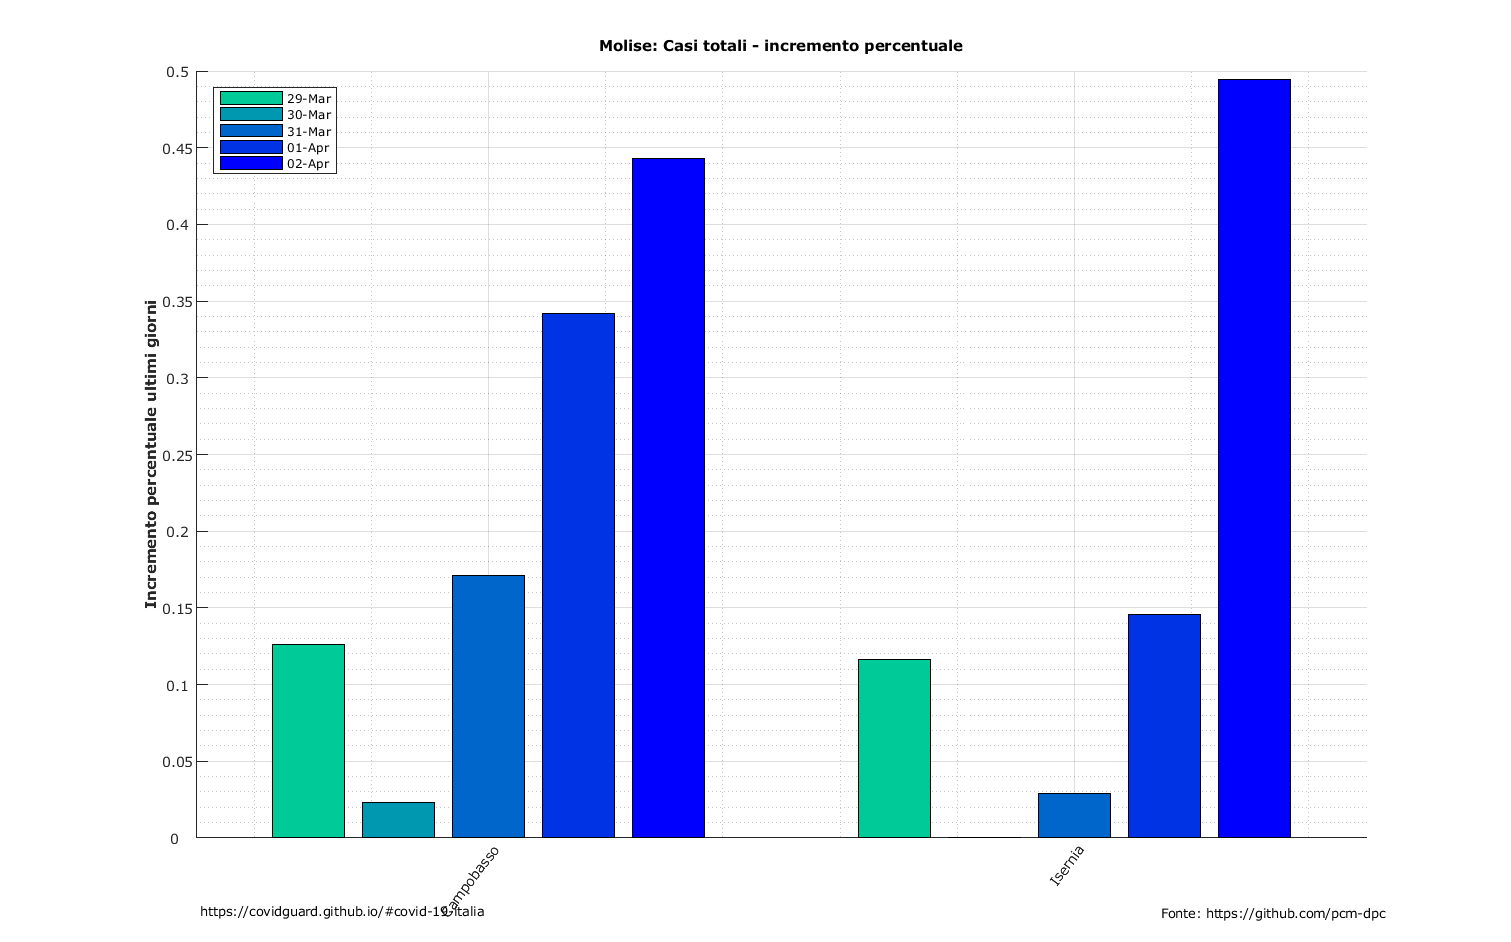 Molise: Casi totali - incremento percentuale
0.5
0.45
0.4
0.35
0.3
0.25
0.2
0.15
0.1
0.05
0
Incremento percentuale ultimi giorni
29-Mar
30-Mar
31-Mar
01-Apr
02-Apr
Campobasso
Isernia
https://covidguard.github.io/#covid-19-italia
Fonte: https://github.com/pcm-dpc